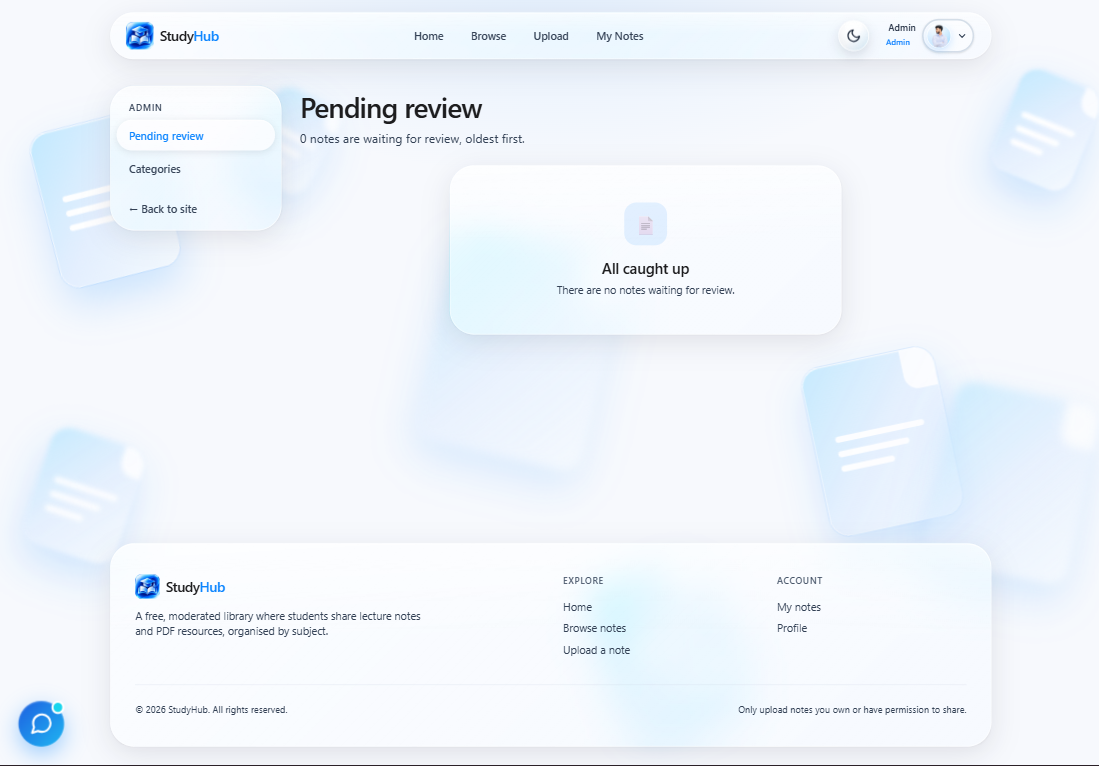 StudyHub
Home
Browse
Upload
My Notes
Admin
Admin
ADMIN
Pending review
Categories
← Back to site
Pending review
0 notes are waiting for review, oldest first.
All caught up
There are no notes waiting for review.
StudyHub
A free, moderated library where students share lecture notes
and PDF resources, organised by subject.
EXPLORE
Home
Browse notes
Upload a note
ACCOUNT
My notes
Profile
© 2026 StudyHub. All rights reserved.
Only upload notes you own or have permission to share.